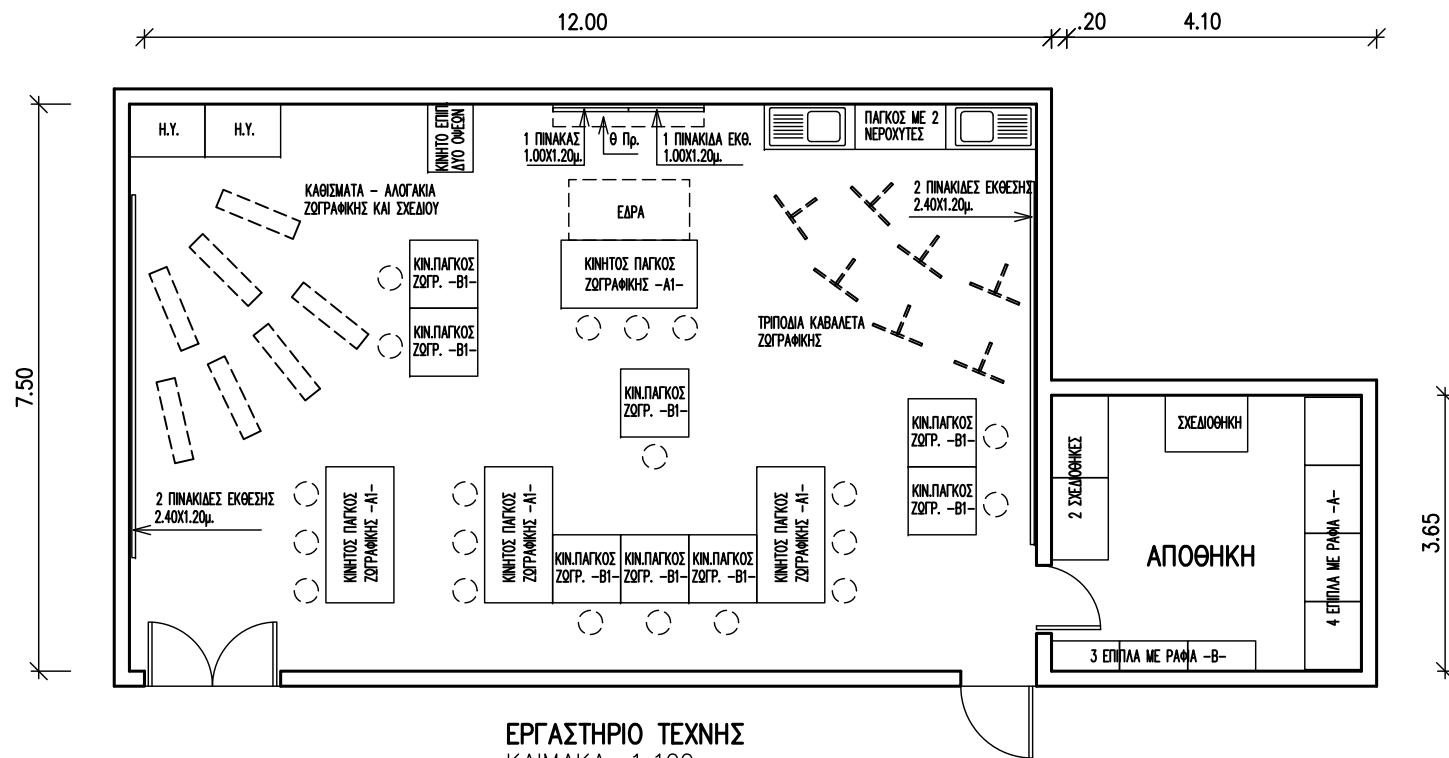 12.00
.20
4.10
7.50
3.65
Η.Υ.
Η.Υ.
ΚΙΝΗΤΟ ΕΠΙΠ.
ΔΥΟ ΟΨΕΩΝ
1 ΠΙΝΑΚΑΣ
1.00Χ1.20μ.
Θ Πρ.
1 ΠΙΝΑΚΙΔΑ ΕΚΘ.
1.00Χ1.20μ.
ΠΑΓΚΟΣ ΜΕ 2
ΝΕΡΟΧΥΤΕΣ
ΚΑΘΙΣΜΑΤΑ – ΑΛΟΓΑΚΙΑ
ΖΩΓΡΑΦΙΚΗΣ ΚΑΙ ΣΧΕΔΙΟΥ
2 ΠΙΝΑΚΙΔΕΣ ΕΚΘΕΣΗΣ
2.40Χ1.20μ.
ΕΔΡΑ
ΚΙΝΗΤΟΣ ΠΑΓΚΟΣ
ΖΩΓΡΑΦΙΚΗΣ -Α1-
ΚΙΝ.ΠΑΓΚΟΣ
ΖΩΓΡ. -Β1-
ΚΙΝ.ΠΑΓΚΟΣ
ΖΩΓΡ. -Β1-
ΤΡΙΠΟΔΙΑ ΚΑΒΑΛΕΤΑ
ΖΩΓΡΑΦΙΚΗΣ
ΚΙΝ.ΠΑΓΚΟΣ
ΖΩΓΡ. -Β1-
ΚΙΝ.ΠΑΓΚΟΣ
ΖΩΓΡ. -Β1-
ΚΙΝ.ΠΑΓΚΟΣ
ΖΩΓΡ. -Β1-
2 ΠΙΝΑΚΙΔΕΣ ΕΚΘΕΣΗΣ
2.40Χ1.20μ.
ΚΙΝΗΤΟΣ ΠΑΓΚΟΣ
ΖΩΓΡΑΦΙΚΗΣ -Α1-
ΚΙΝΗΤΟΣ ΠΑΓΚΟΣ
ΖΩΓΡΑΦΙΚΗΣ -Α1-
ΚΙΝ.ΠΑΓΚΟΣ
ΖΩΓΡ. -Β1-
ΚΙΝ.ΠΑΓΚΟΣ
ΖΩΓΡ. -Β1-
ΚΙΝ.ΠΑΓΚΟΣ
ΖΩΓΡ. -Β1-
ΚΙΝΗΤΟΣ ΠΑΓΚΟΣ
ΖΩΓΡΑΦΙΚΗΣ -Α1-
ΣΧΕΔΙΟΘΗΚΗ
2 ΣΧΕΔΙΟΘΗΚΕΣ
ΑΠΟΘΗΚΗ
4 ΕΠΙΠΛΑ ΜΕ ΡΑΦΙΑ -Α-
3 ΕΠΙΠΛΑ ΜΕ ΡΑΦΙΑ -Β-
ΕΡΓΑΣΤΗΡΙΟ ΤΕΧΝΗΣ